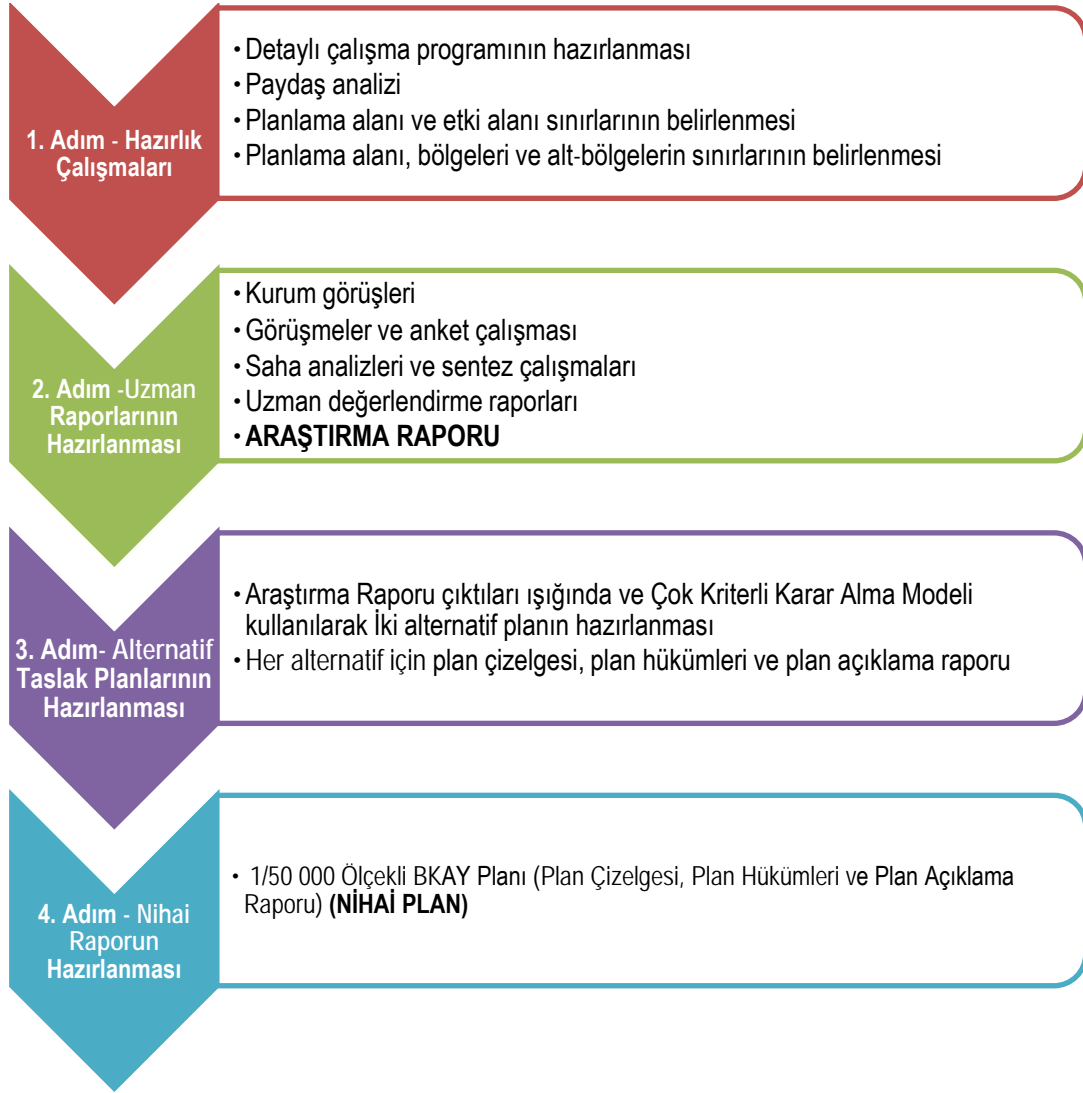 1. Adım - Hazırlık
Çalışmaları
• Detaylı çalışma programının hazırlanması
• Paydaş analizi
• Planlama alanı ve etki alanı sınırlarının belirlenmesi
• Planlama alanı, bölgeleri ve alt-bölgelerin sınırlarının belirlenmesi
2. Adım -Uzman
Raporlarının
Hazırlanması
• Kurum görüşleri
• Görüşmeler ve anket çalışması
• Saha analizleri ve sentez çalışmaları
• Uzman değerlendirme raporları
• ARAŞTIRMA RAPORU
3. Adım- Alternatif
Taslak Planlarının
Hazırlanması
• Araştırma Raporu çıktıları ışığında ve Çok Kriterli Karar Alma Modeli
kullanılarak İki alternatif planın hazırlanması
• Her alternatif için plan çizelgesi, plan hükümleri ve plan açıklama raporu
4. Adım - Nihai
Raporun
Hazırlanması
• 1/50 000 Ölçekli BKAY Planı (Plan Çizelgesi, Plan Hükümleri ve Plan Açıklama
Raporu) (NİHAİ PLAN)